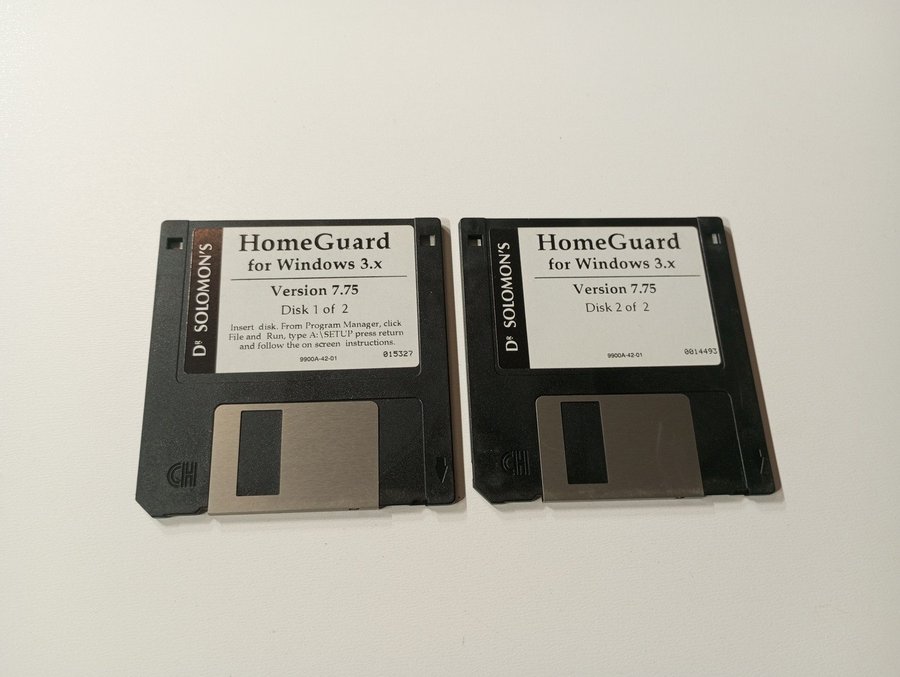 DR SOLOMON'S
HomeGuard
for Windows 3.x
Version 7.75
Disk 1 of 2
Insert disk. From Program Manager, click
File and Run, type A:\SETUP press return
and follow the on screen instructions.
9900A-42-01
015327
HD
DR SOLOMON'S
HomeGuard
for Windows 3.x
Version 7.75
Disk 2 of 2
9900A-42-01
0014493
HD